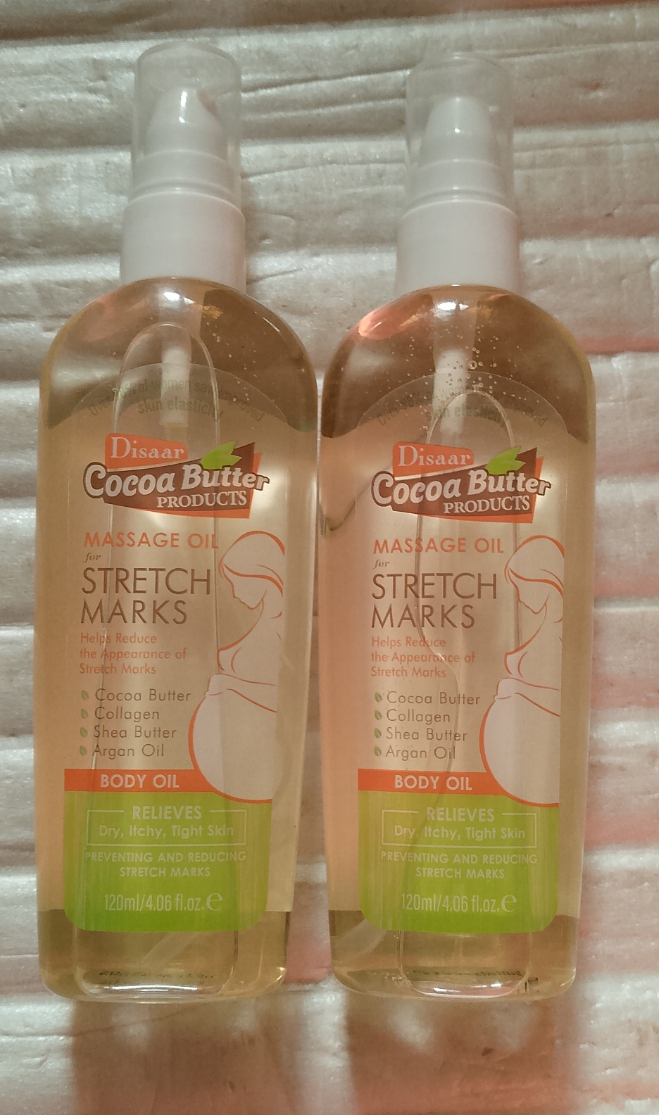 skin elasticity
Disaar
Cocoa Butter
PRODUCTS
MASSAGE OIL
for
STRETCH
MARKS
Helps Reduce
the Appearance of
Stretch Marks
Cocoa Butter
Collagen
Shea Butter
Argan Oil
BODY OIL
RELIEVES
Dry, Itchy, Tight Skin
PREVENTING AND REDUCING
STRETCH MARKS
120ml/4.06 fl.oz.℮
skin elasticity
Disaar
Cocoa Butter
PRODUCTS
MASSAGE OIL
for
STRETCH
MARKS
Helps Reduce
the Appearance of
Stretch Marks
Cocoa Butter
Collagen
Shea Butter
Argan Oil
BODY OIL
RELIEVES
Dry, Itchy, Tight Skin
PREVENTING AND REDUCING
STRETCH MARKS
120ml/4.06 fl.oz.℮